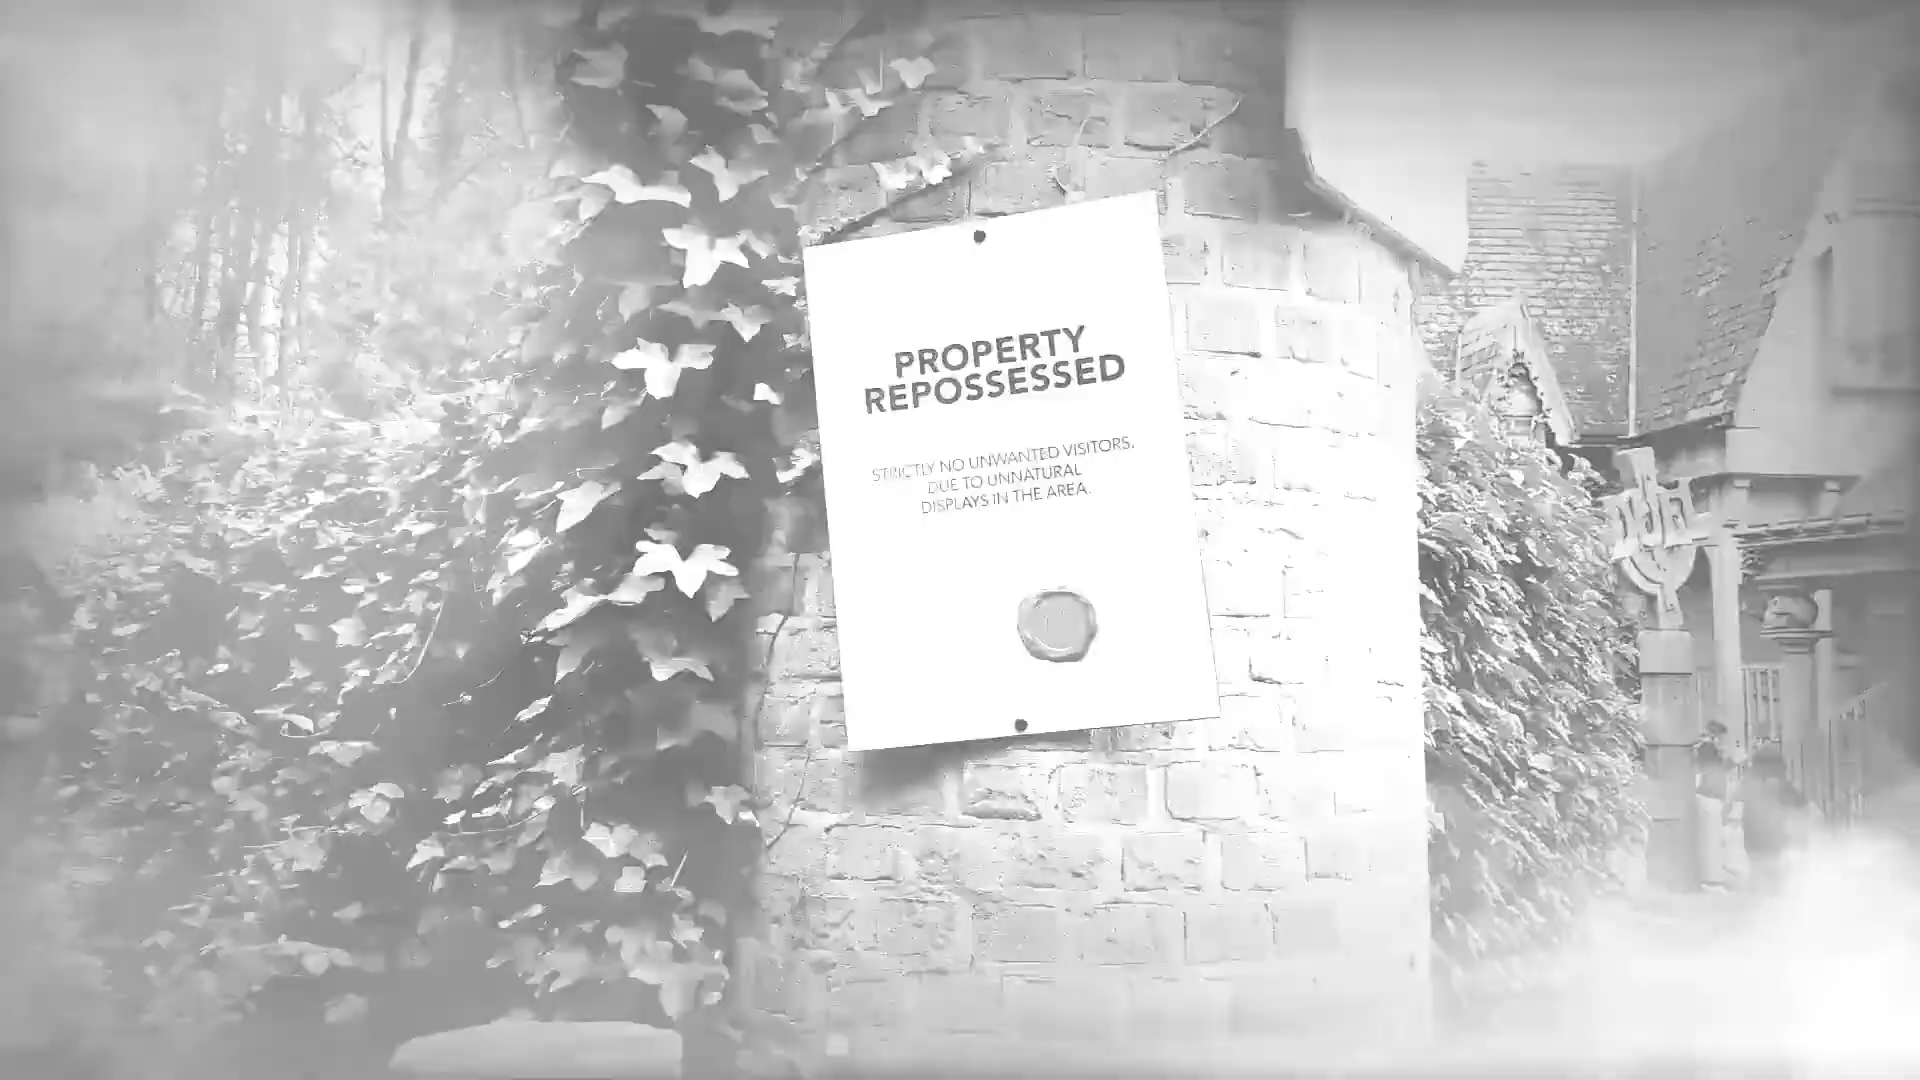 PROPERTY
REPOSSESSED
STRICTLY NO UNWANTED VISITORS.
DUE TO UNNATURAL
DISPLAYS IN THE AREA.